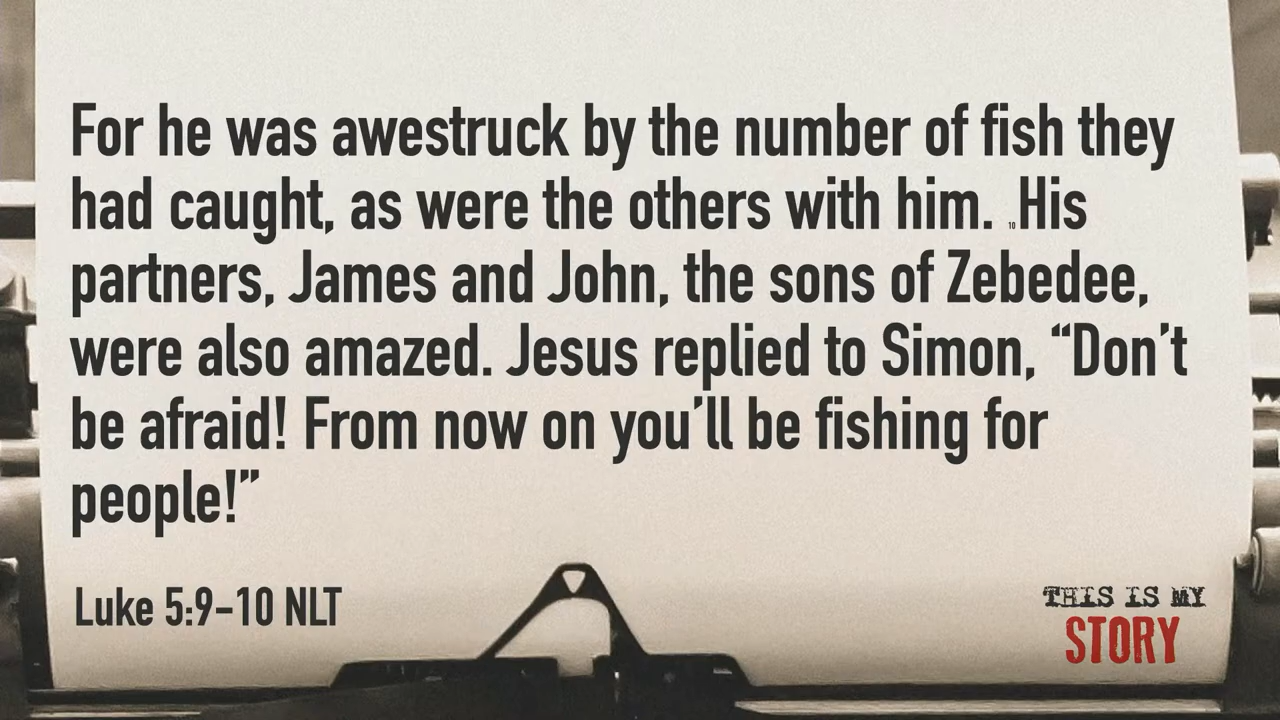 For he was awestruck by the number of fish they
had caught, as were the others with him. 10 His
partners, James and John, the sons of Zebedee,
were also amazed. Jesus replied to Simon, “Don’t
be afraid! From now on you’ll be fishing for
people!”
Luke 5:9–10 NLT
THIS IS MY
STORY